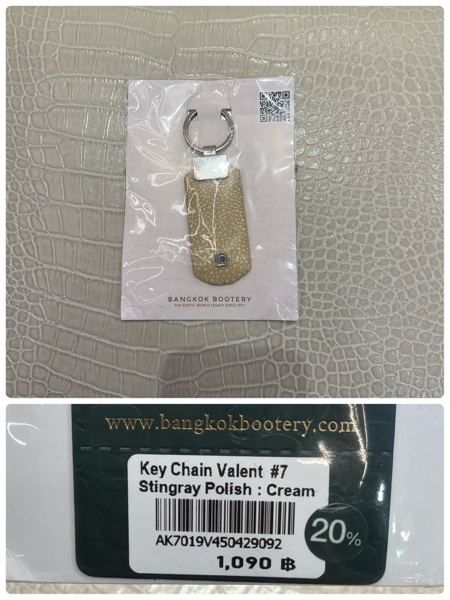 BANGKOK BOOTERY
THE EXOTIC WORLD LEGACY SINCE 1937
www.bangkokbootery.com
Key Chain Valent #7
Stingray Polish : Cream
AK7019V450429092
20%
1,090 ฿